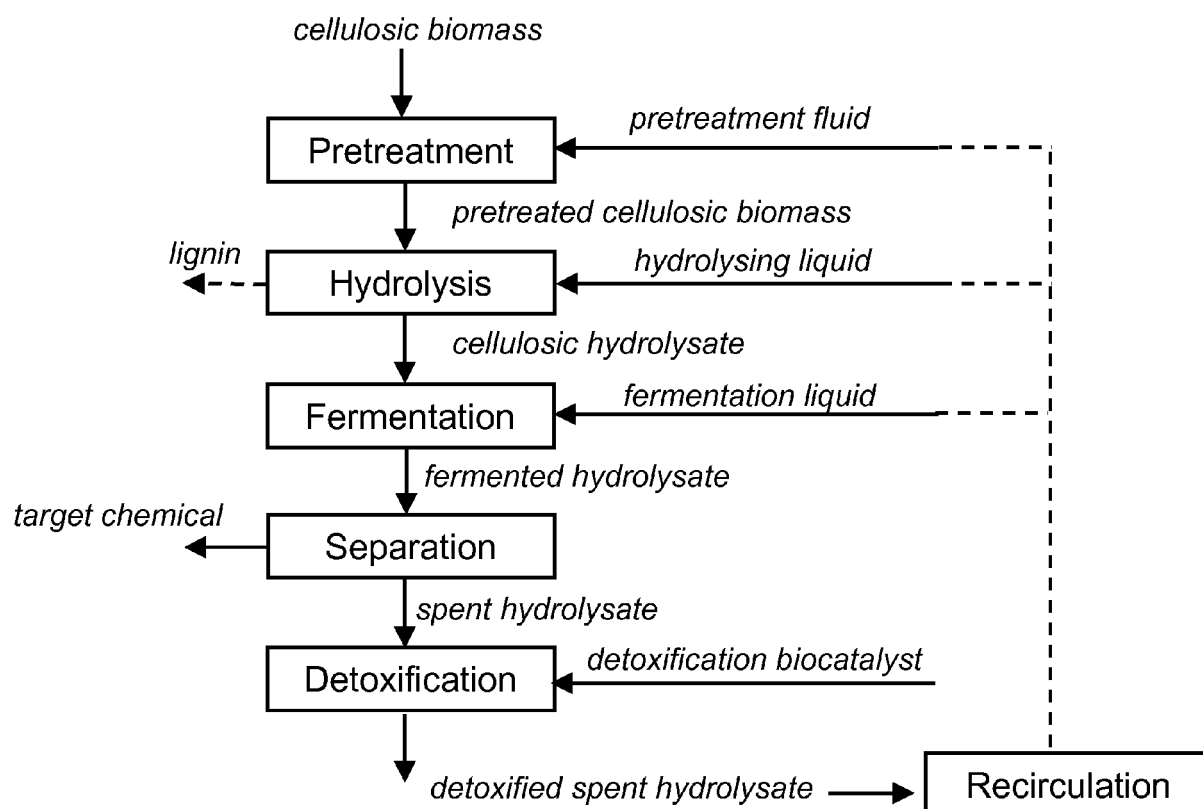 cellulosic biomass
pretreatment fluid
Pretreatment
pretreated cellulosic biomass
lignin
hydrolysing liquid
Hydrolysis
cellulosic hydrolysate
fermentation liquid
Fermentation
fermented hydrolysate
target chemical
Separation
spent hydrolysate
detoxification biocatalyst
Detoxification
detoxified spent hydrolysate
Recirculation